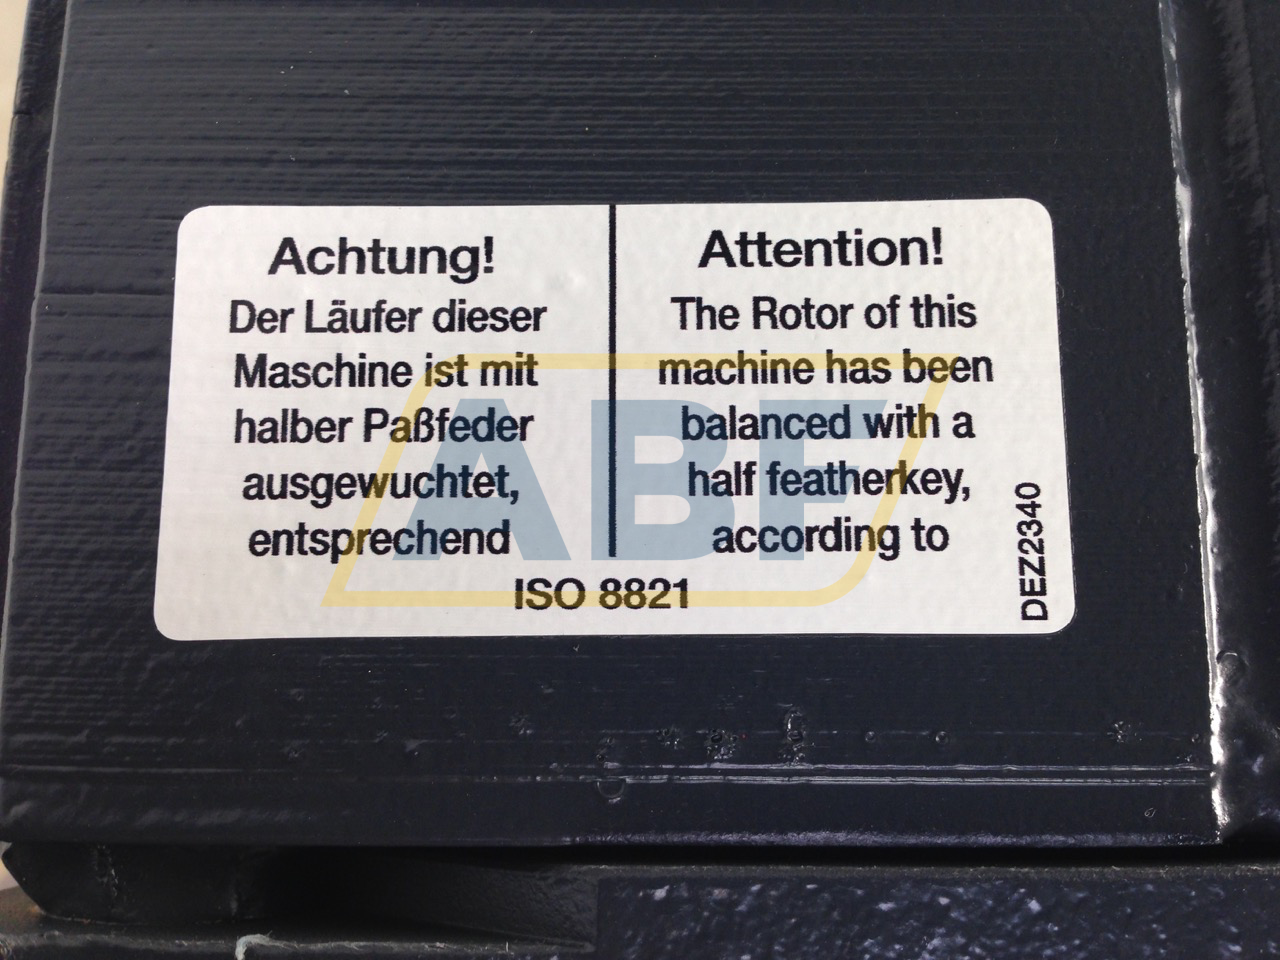 Achtung!
Der Läufer dieser
Maschine ist mit
halber Paßfeder
ausgewuchtet,
entsprechend
Attention!
The Rotor of this
machine has been
balanced with a
half featherkey,
according to
ISO 8821
DEZ2340
ABF